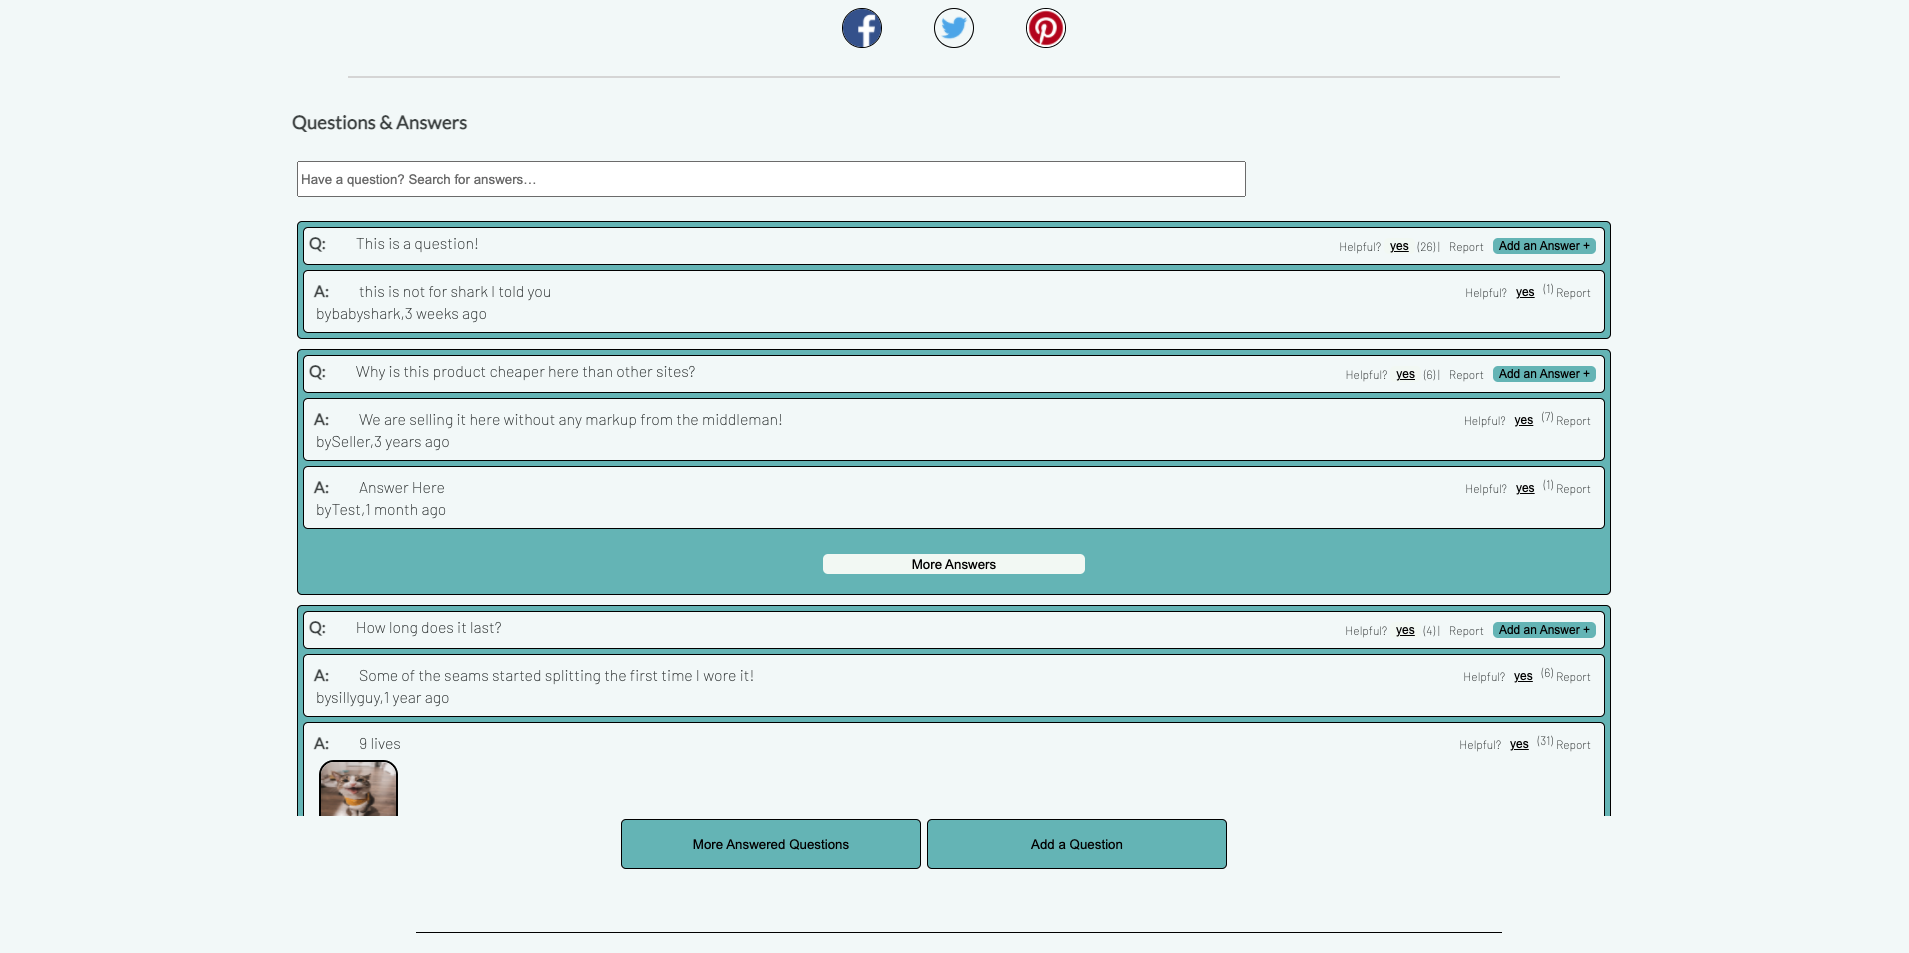 Questions & Answers
Have a question? Search for answers…
Q: This is a question! Helpful? yes (26)| Report Add an Answer +
A: this is not for shark I told you Helpful? yes (1) Report
bybabyshark,3 weeks ago
Q: Why is this product cheaper here than other sites? Helpful? yes (6)| Report Add an Answer +
A: We are selling it here without any markup from the middleman! Helpful? yes (7) Report
bySeller,3 years ago
A: Answer Here Helpful? yes (1) Report
byTest,1 month ago
More Answers
Q: How long does it last? Helpful? yes (4)| Report Add an Answer +
A: Some of the seams started splitting the first time I wore it! Helpful? yes (6) Report
bysillyguy,1 year ago
A: 9 lives Helpful? yes (31) Report
More Answered Questions Add a Question